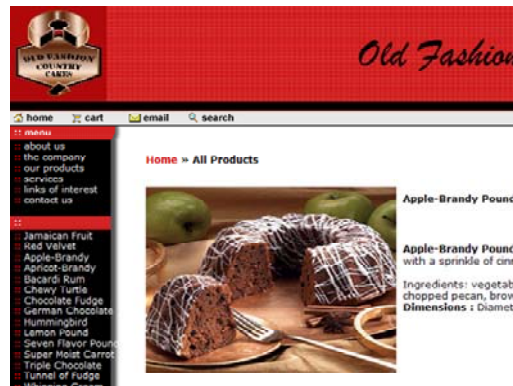 OLD FASHION
COUNTRY
CAKES
Old Fashion
home cart email search
:: menu
:: about us
:: the company
:: our products
:: services
:: links of interest
:: contact us
Home » All Products
::
:: Jamaican Fruit
:: Red Velvet
:: Apple-Brandy
:: Apricot-Brandy
:: Bacardi Rum
:: Chewy Turtle
:: Chocolate Fudge
:: German Chocolate
:: Hummingbird
:: Lemon Pound
:: Seven Flavor Pound
:: Super Moist Carrot
:: Triple Chocolate
:: Tunnel of Fudge
:: Whipping Cream
Apple-Brandy Pound
Apple-Brandy Pound
with a sprinkle of cin
Ingredients: vegetab
chopped pecan, brow
Dimensions : Diamet